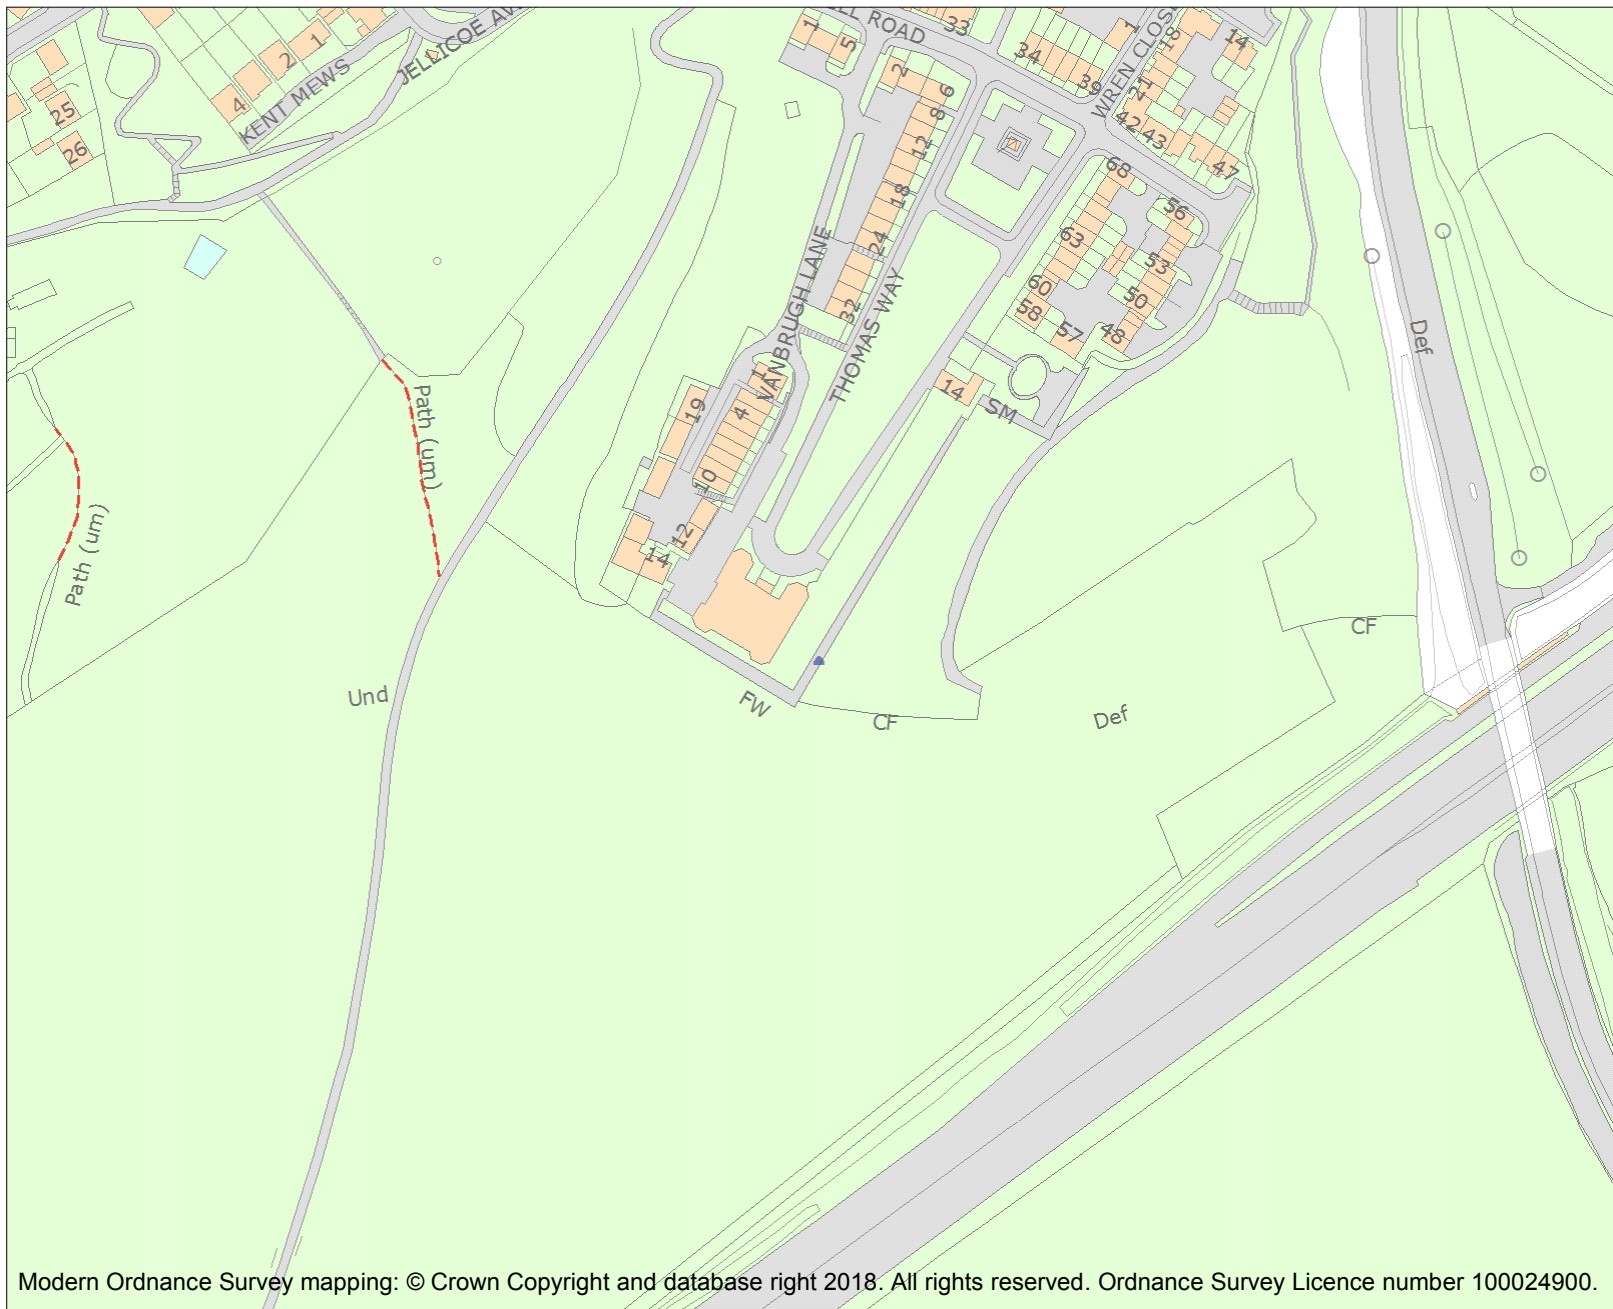 JELLICOE AV
KENT MEWS
1
2
4
25
26
1
5
LL ROAD
33
34
39
WREN CLOSE
1
18
14
21
42
43
47
2
6
8
12
18
24
32
VANBRUGH LANE
THOMAS WAY
68
63
60
58
57
56
53
50
48
14
SM
1
4
10
19
12
14
Path (um)
Path (um)
Def
CF
Und
FW
CF
Def
Modern Ordnance Survey mapping: © Crown Copyright and database right 2018. All rights reserved. Ordnance Survey Licence number 100024900.